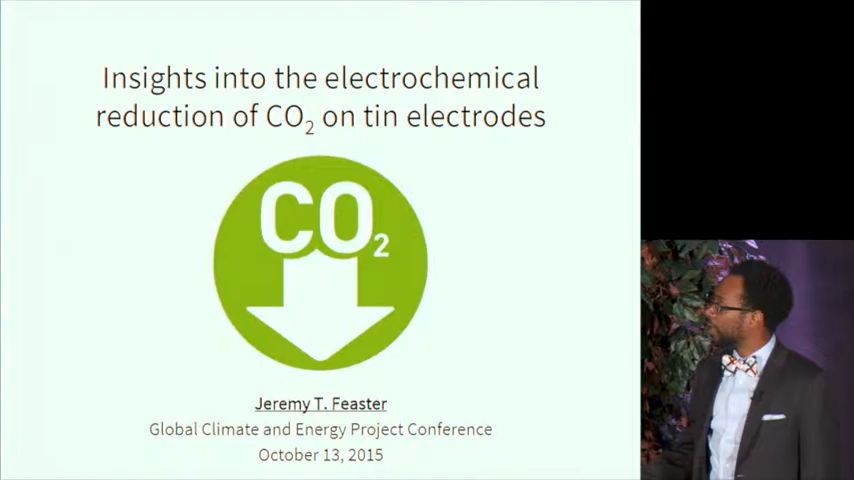 Insights into the electrochemical
reduction of CO₂ on tin electrodes
CO₂
Jeremy T. Feaster
Global Climate and Energy Project Conference
October 13, 2015